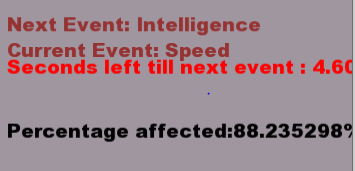 Next Event: Intelligence
Current Event: Speed
Seconds left till next event : 4.60
Percentage affected:88.235298%